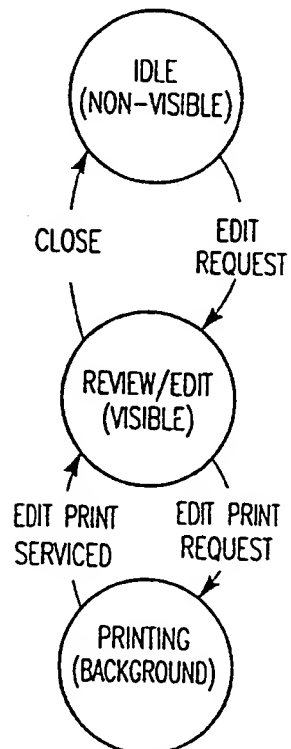 IDLE
(NON-VISIBLE)
CLOSE
EDIT
REQUEST
REVIEW/EDIT
(VISIBLE)
EDIT PRINT
SERVICED
EDIT PRINT
REQUEST
PRINTING
(BACKGROUND)